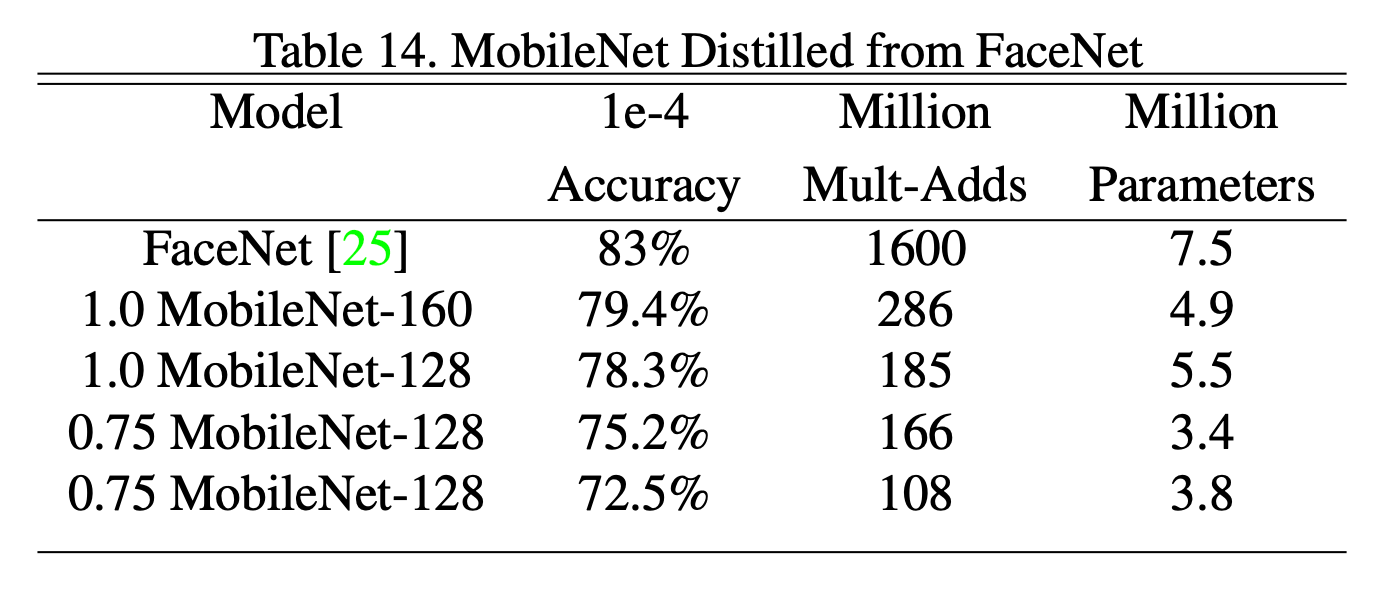 Table 14. MobileNet Distilled from FaceNet
Model 1e-4 Million Million
Accuracy Mult-Adds Parameters
FaceNet [25] 83% 1600 7.5
1.0 MobileNet-160 79.4% 286 4.9
1.0 MobileNet-128 78.3% 185 5.5
0.75 MobileNet-128 75.2% 166 3.4
0.75 MobileNet-128 72.5% 108 3.8